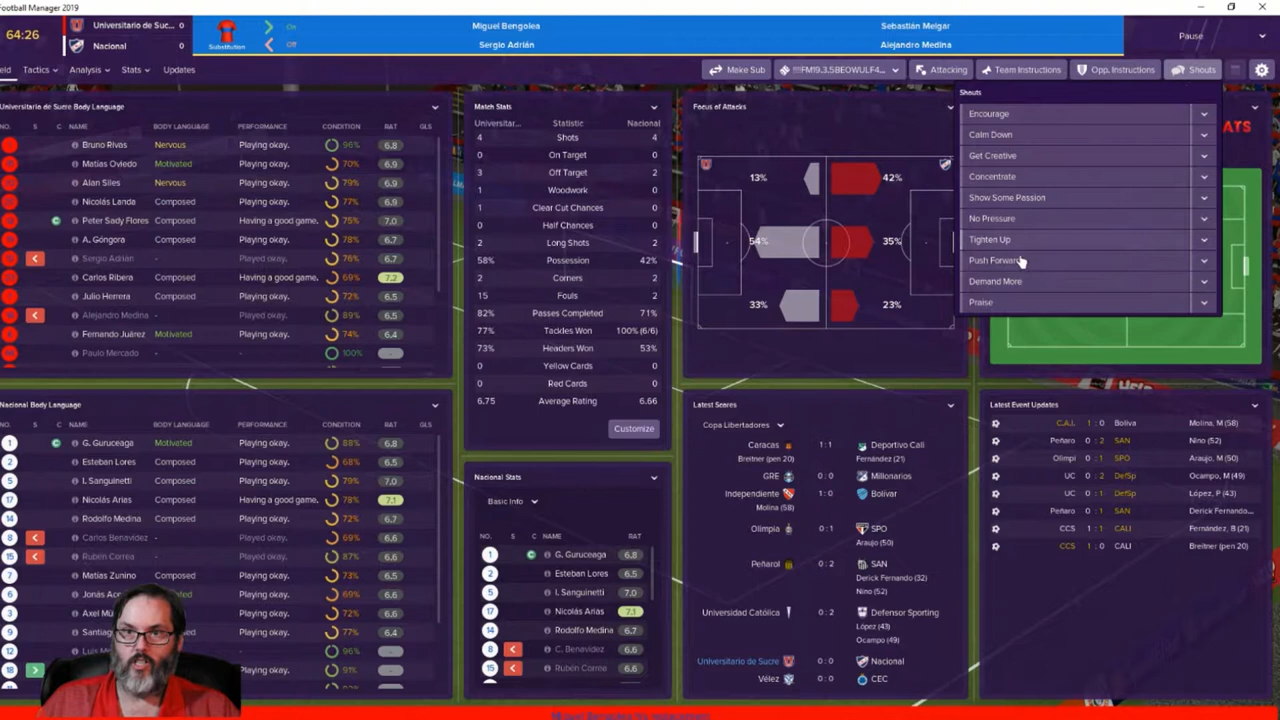 Football Manager 2019
64:26
Universitario de Suc... 0
Nacional 0
Substitution
On
Off
Miguel Bengolea
Sergio Adrián
Sebastián Melgar
Alejandro Medina
Pause
Tactics
Analysis
Stats
Updates
Make Sub
!!!!FM19.3.5BEOWULF4...
Attacking
Team Instructions
Opp. Instructions
Shouts
Universitario de Sucre Body Language
NO. S C NAME BODY LANGUAGE PERFORMANCE CONDITION RAT GLS
Bruno Rivas Nervous Playing okay. 96% 6.8
Matías Oviedo Motivated Playing okay. 70% 6.9
Alan Siles Nervous Playing okay. 79% 6.9
Nicolás Landa Composed Playing okay. 77% 6.9
C Peter Sady Flores Composed Having a good game. 75% 7.0
A. Góngora Composed Playing okay. 78% 6.7
Sergio Adrián - Played okay. 76% 6.7
Carlos Ribera Composed Having a good game. 69% 7.2
Julio Herrera Composed Playing okay. 72% 6.5
Alejandro Medina - Played okay. 89% 6.5
Fernando Juárez Motivated Playing okay. 74% 6.4
Paulo Mercado - - 100% -
Match Stats
Universitar... Statistic Nacional
4 Shots 4
0 On Target 0
3 Off Target 2
1 Woodwork 0
1 Clear Cut Chances 0
0 Half Chances 0
2 Long Shots 2
58% Possession 42%
2 Corners 2
15 Fouls 2
82% Passes Completed 71%
77% Tackles Won 100% (6/6)
73% Headers Won 53%
0 Yellow Cards 0
0 Red Cards 0
6.75 Average Rating 6.66
Customize
Focus of Attacks
13% 42%
54% 35%
33% 23%
Shouts
Encourage
Calm Down
Get Creative
Concentrate
Show Some Passion
No Pressure
Tighten Up
Push Forward
Demand More
Praise
Nacional Body Language
NO. S C NAME BODY LANGUAGE PERFORMANCE CONDITION RAT GLS
1 C G. Guruceaga Motivated Playing okay. 88% 6.8
2 Esteban Lores Composed Playing okay. 68% 6.5
5 I. Sanguinetti Composed Playing okay. 79% 7.0
17 Nicolás Arias Composed Having a good game. 78% 7.1
14 Rodolfo Medina Composed Playing okay. 72% 6.7
8 Carlos Benavídez - Played okay. 69% 6.6
15 Rubén Correa - Played okay. 87% 6.6
7 Matías Zunino Composed Playing okay. 73% 6.5
6 Playing okay. 69% 6.6
3 Axel Playing okay. 72% 6.6
9 Playing okay. 77% 6.4
12 - 96% -
18 Playing okay. 91% -
Nacional Stats
Basic Info
NO. S C NAME RAT
1 C G. Guruceaga 6.8
2 Esteban Lores 6.5
5 I. Sanguinetti 7.0
17 Nicolás Arias 7.1
14 Rodolfo Medina 6.7
8 C. Benavídez 6.6
15 Rubén Correa 6.6
Latest Scores
Copa Libertadores
Caracas 1:1 Deportivo Cali
Breitner (pen 20) Fernández (21)
GRE 0:0 Millonarios
Independiente 1:0 Bolívar
Molina (58)
Olimpia 0:1 SPO
Araujo (50)
Peñarol 0:2 SAN
Derick Fernando (32)
Nino (52)
Universidad Católica 0:2 Defensor Sporting
López (43)
Ocampo (49)
Universitario de Sucre 0:0 Nacional
Vélez 0:0 CEC
Latest Event Updates
C.A.I. 1:0 Bolíva Molina, M (58)
Peñaro 0:2 SAN Nino (52)
Olimpi 0:1 SPO Araujo, M (50)
UC 0:2 DefSp Ocampo, M (49)
UC 0:1 DefSp López, P (43)
Peñaro 0:1 SAN Derick Fernando...
CCS 1:1 CALI Fernández, B (21)
CCS 1:0 CALI Breitner (pen 20)